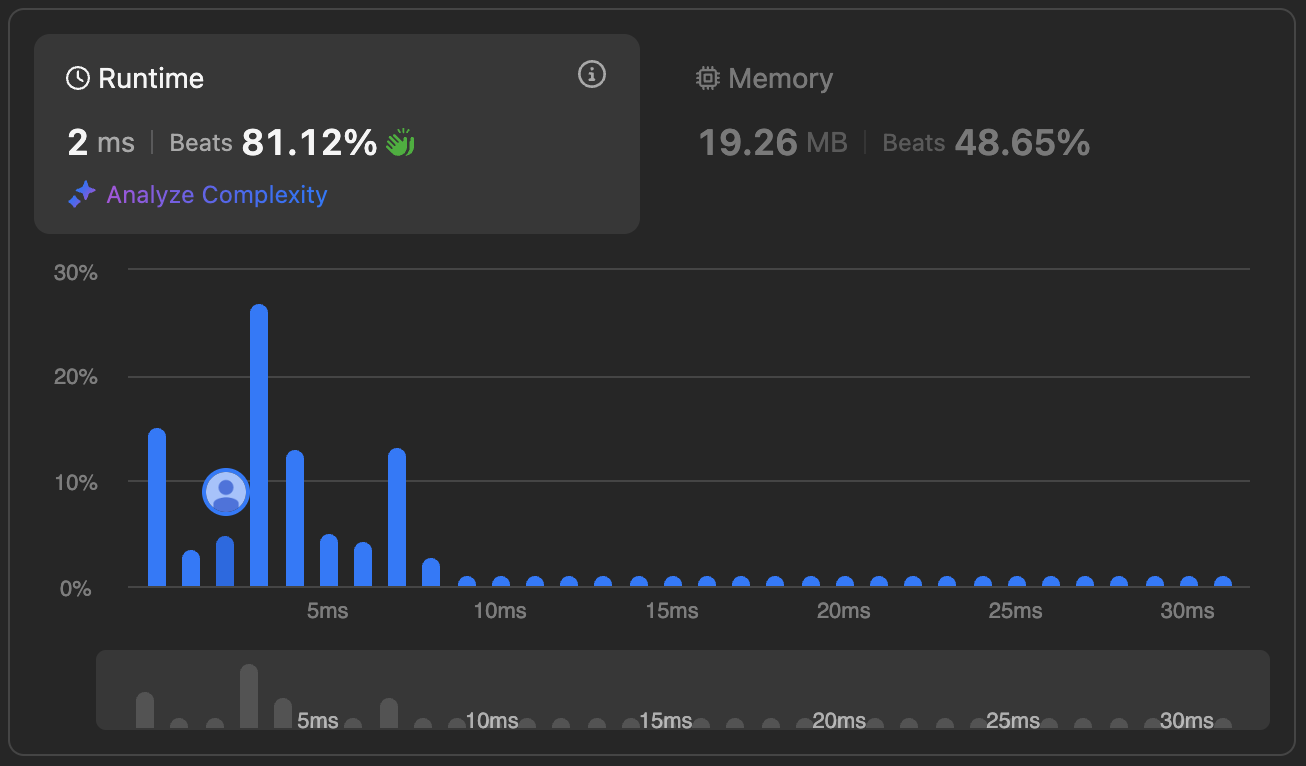 Runtime
2 ms | Beats 81.12%
Analyze Complexity
Memory
19.26 MB | Beats 48.65%
30%
20%
10%
0%
5ms 10ms 15ms 20ms 25ms 30ms
5ms 10ms 15ms 20ms 25ms 30ms